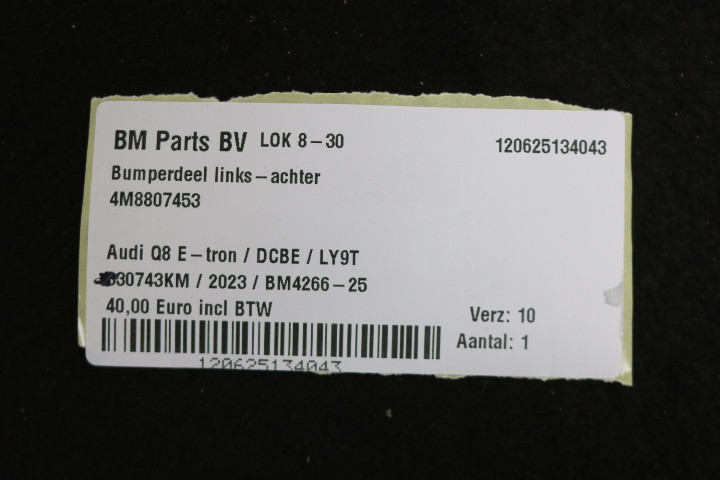 BM Parts BV LOK 8-30 120625134043
Bumperdeel links-achter
4M8807453
Audi Q8 E-tron / DCBE / LY9T
30743KM / 2023 / BM4266-25
40,00 Euro incl BTW
Verz: 10
Aantal: 1
120625134043